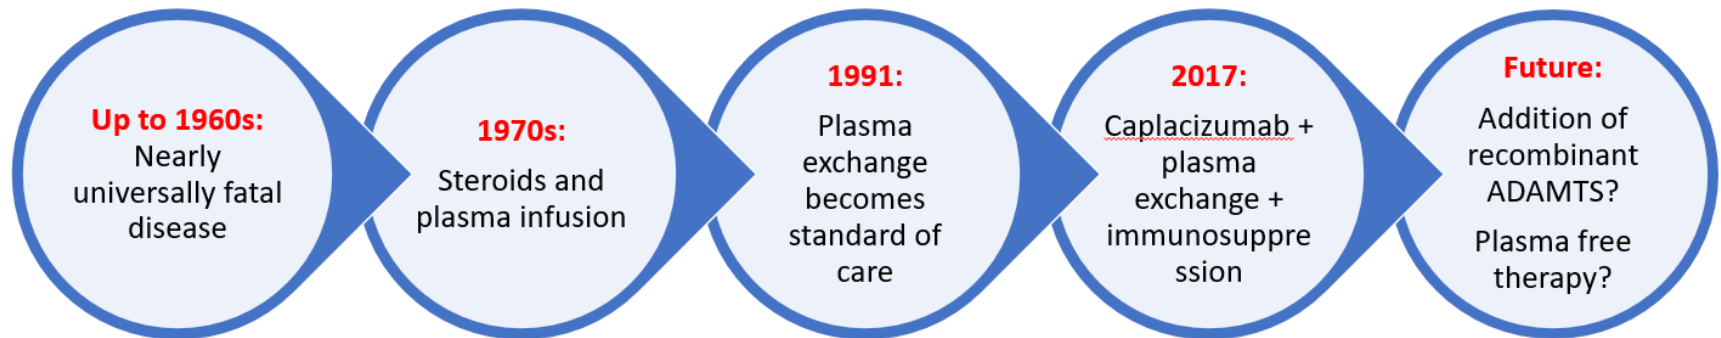 Up to 1960s:
Nearly
universally fatal
disease
1970s:
Steroids and
plasma infusion
1991:
Plasma
exchange
becomes
standard of
care
2017:
Caplacizumab +
plasma
exchange +
immunosuppre
ssion
Future:
Addition of
recombinant
ADAMTS?
Plasma free
therapy?